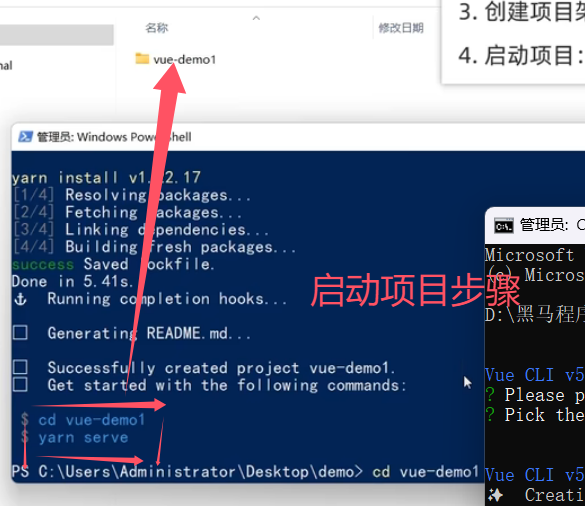 名称
修改日期
3. 创建项目架
4. 启动项目：
nal
vue-demo1
管理员: Windows PowerShell
yarn install v1.22.17
[1/4] Resolving packages...
[2/4] Fetching packages...
[3/4] Linking dependencies...
[4/4] Building fresh packages...
success Saved lockfile.
Done in 5.41s.
Running completion hooks...
启动项目步骤
Generating README.md...
Successfully created project vue-demo1.
Get started with the following commands:
$ cd vue-demo1
$ yarn serve
PS C:\Users\Administrator\Desktop\demo> cd vue-demo1
管理员: C
Microsoft
(c) Micros
D:\黑马程序
Vue CLI v5
? Please p
? Pick the
Vue CLI v5
Creati